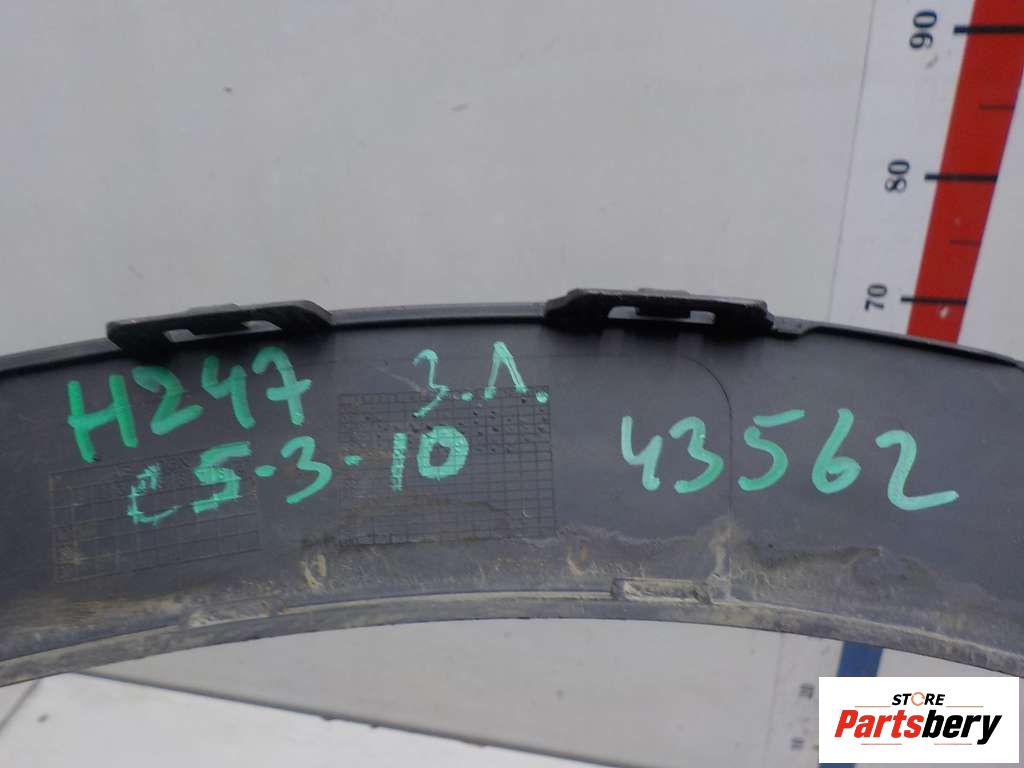 90
80
70
H247 З.Л.
C5-3-10 43562
STORE
Partsbery